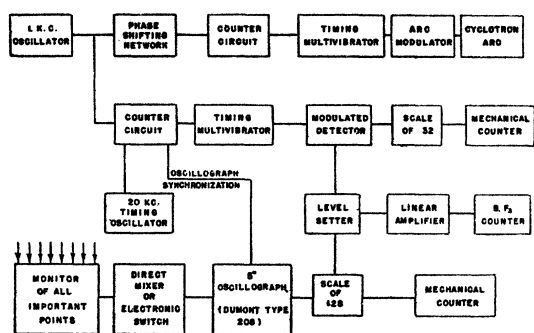 1 K.C.
OSCILLATOR
PHASE
SHIFTING
NETWORK
COUNTER
CIRCUIT
TIMING
MULTIVIBRATOR
ARC
MODULATOR
CYCLOTRON
ARC
COUNTER
CIRCUIT
TIMING
MULTIVIBRATOR
MODULATED
DETECTOR
SCALE
OF 32
MECHANICAL
COUNTER
OSCILLOGRAPH
SYNCHRONIZATION
20 KC.
TIMING
OSCILLATOR
LEVEL
SETTER
LINEAR
AMPLIFIER
B.F₃
COUNTER
MONITOR
OF ALL
IMPORTANT
POINTS
DIRECT
MIXER
OR
ELECTRONIC
SWITCH
5"
OSCILLOGRAPH
(DUMONT TYPE
208)
SCALE
OF
128
MECHANICAL
COUNTER